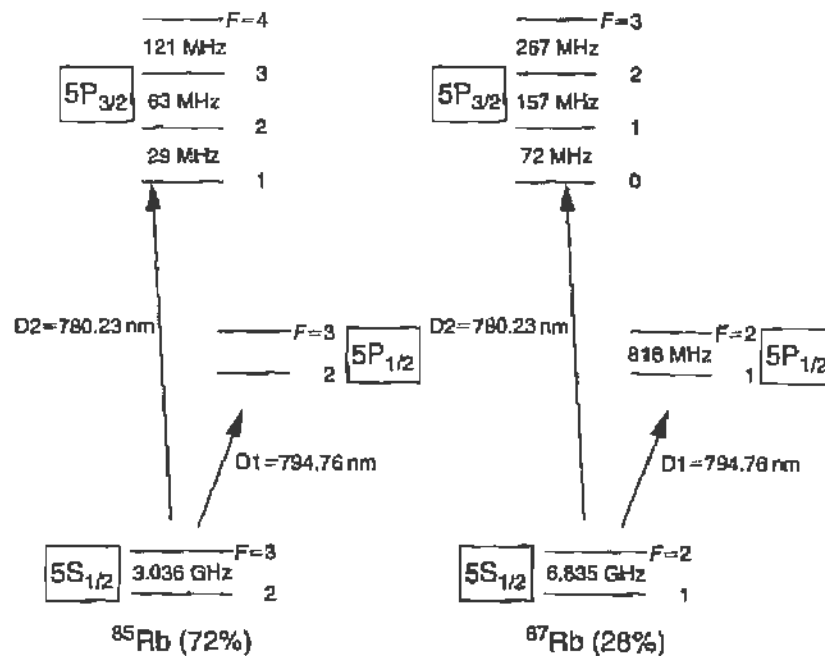 F=4
121 MHz
3
5P3/2
63 MHz
2
29 MHz
1
D2=780.23 nm
F=3
5P1/2
2
D1=794.76 nm
F=3
5S1/2
3.036 GHz
2
85Rb (72%)
F=3
267 MHz
2
5P3/2
157 MHz
1
72 MHz
0
D2=780.23 nm
F=2
816 MHz
5P1/2
1
D1=794.76 nm
F=2
5S1/2
6.835 GHz
1
87Rb (28%)